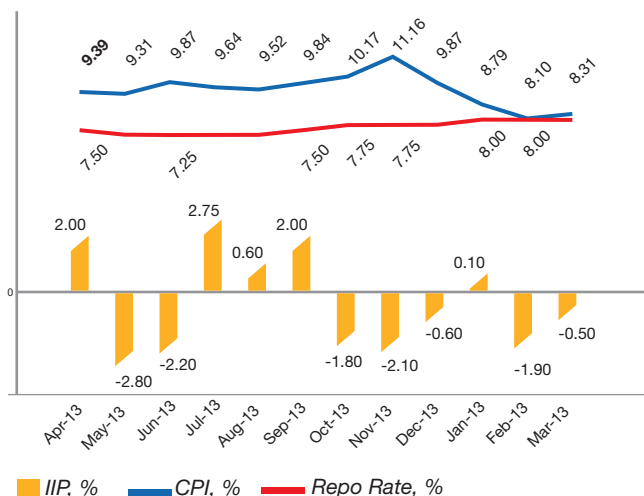 9.39 9.31 9.87 9.64 9.52 9.84 10.17 11.16 9.87 8.79 8.10 8.31
7.50 7.25 7.50 7.75 7.75 8.00 8.00
2.00 2.75 0.60 2.00 0.10
0
-2.80 -2.20 -1.80 -2.10 -0.60 -1.90 -0.50
Apr-13 May-13 Jun-13 Jul-13 Aug-13 Sep-13 Oct-13 Nov-13 Dec-13 Jan-13 Feb-13 Mar-13
IIP, % CPI, % Repo Rate, %